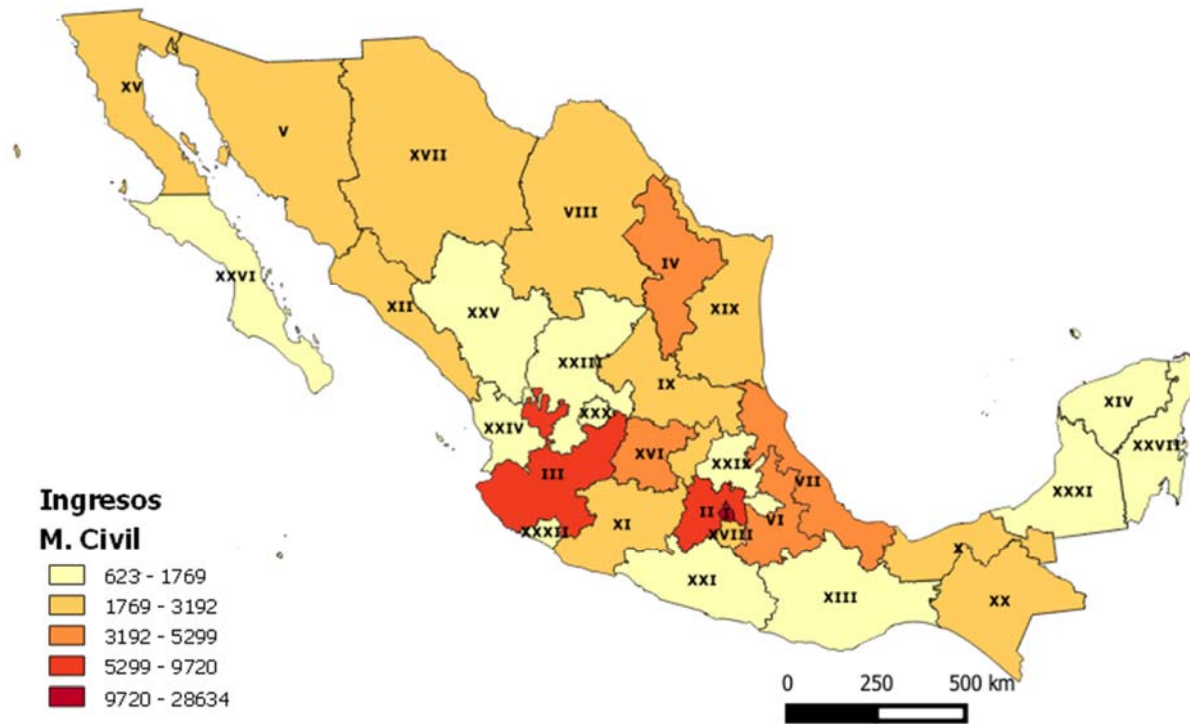 XV
V
XVII
VIII
IV
XXVI
XII
XXV
XIX
XXIII
IX
XXX
XXIV
XIV
XVI
XXIX
XXVII
III
VII
XXXI
II
I
VI
XXXII
XI
XVIII
X
XXI
XIII
XX
Ingresos
M. Civil
623 - 1769
1769 - 3192
3192 - 5299
5299 - 9720
9720 - 28634
0 250 500 km